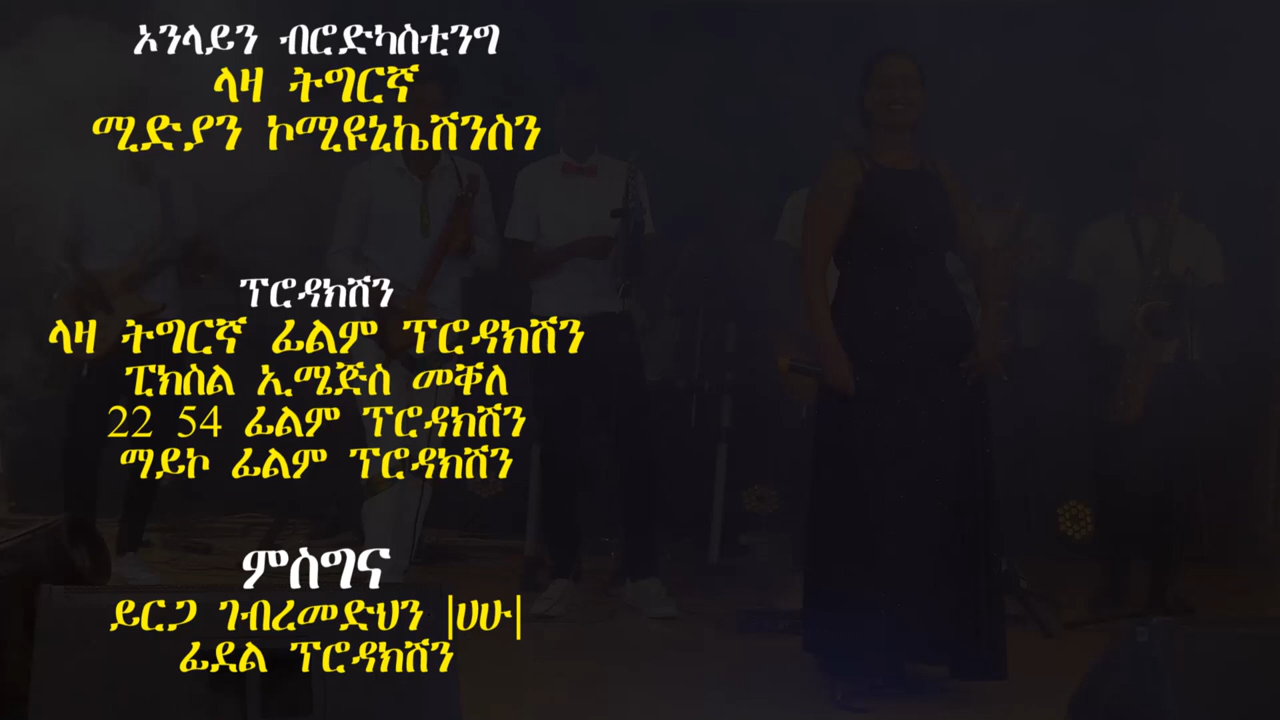 ኦንላይን ብሮድካስቲንግ
ላዛ ትግርኛ
ሚድያን ኮሚዩኒኬሽንስን
ፕሮዳክሽን
ላዛ ትግርኛ ፊልም ፕሮዳክሽን
ፒክስል ኢሜጅስ መቐለ
22 54 ፊልም ፕሮዳክሽን
ማይኮ ፊልም ፕሮዳክሽን
ምስግና
ይርጋ ገብረመድህን |ሀሁ|
ፊደል ፕሮዳክሽን